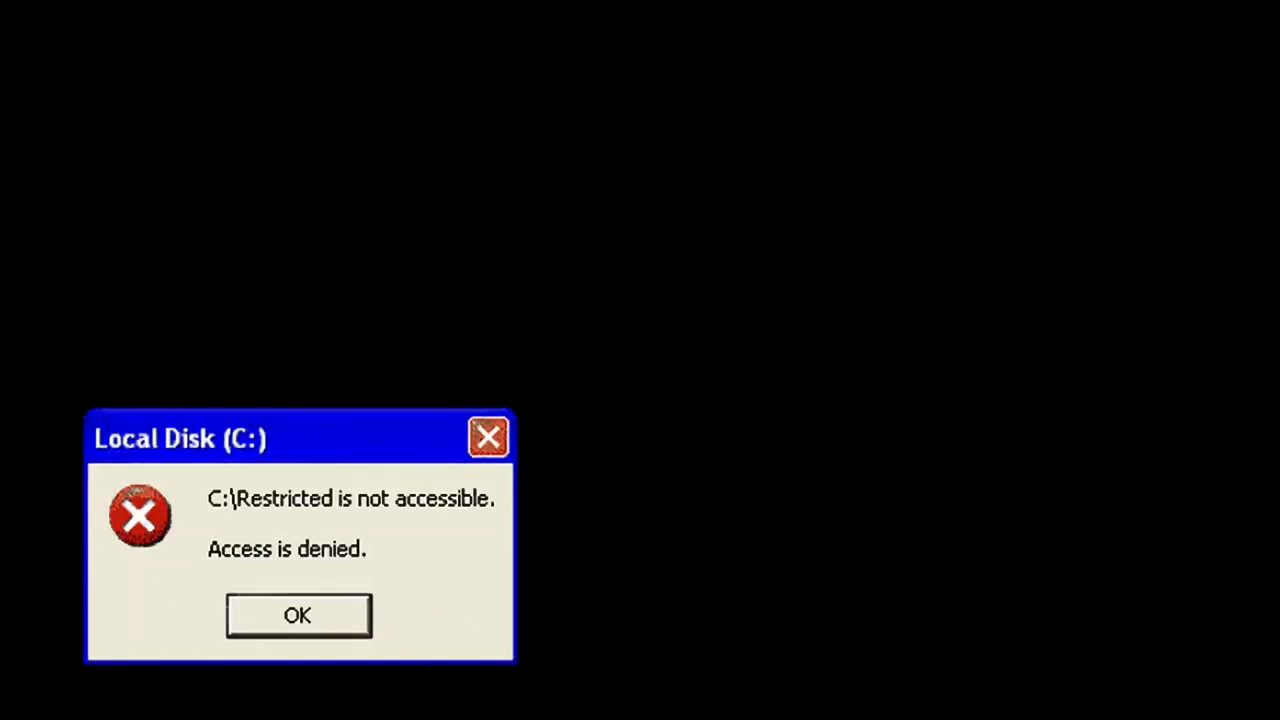 Local Disk (C:)
C:\Restricted is not accessible.
Access is denied.
OK